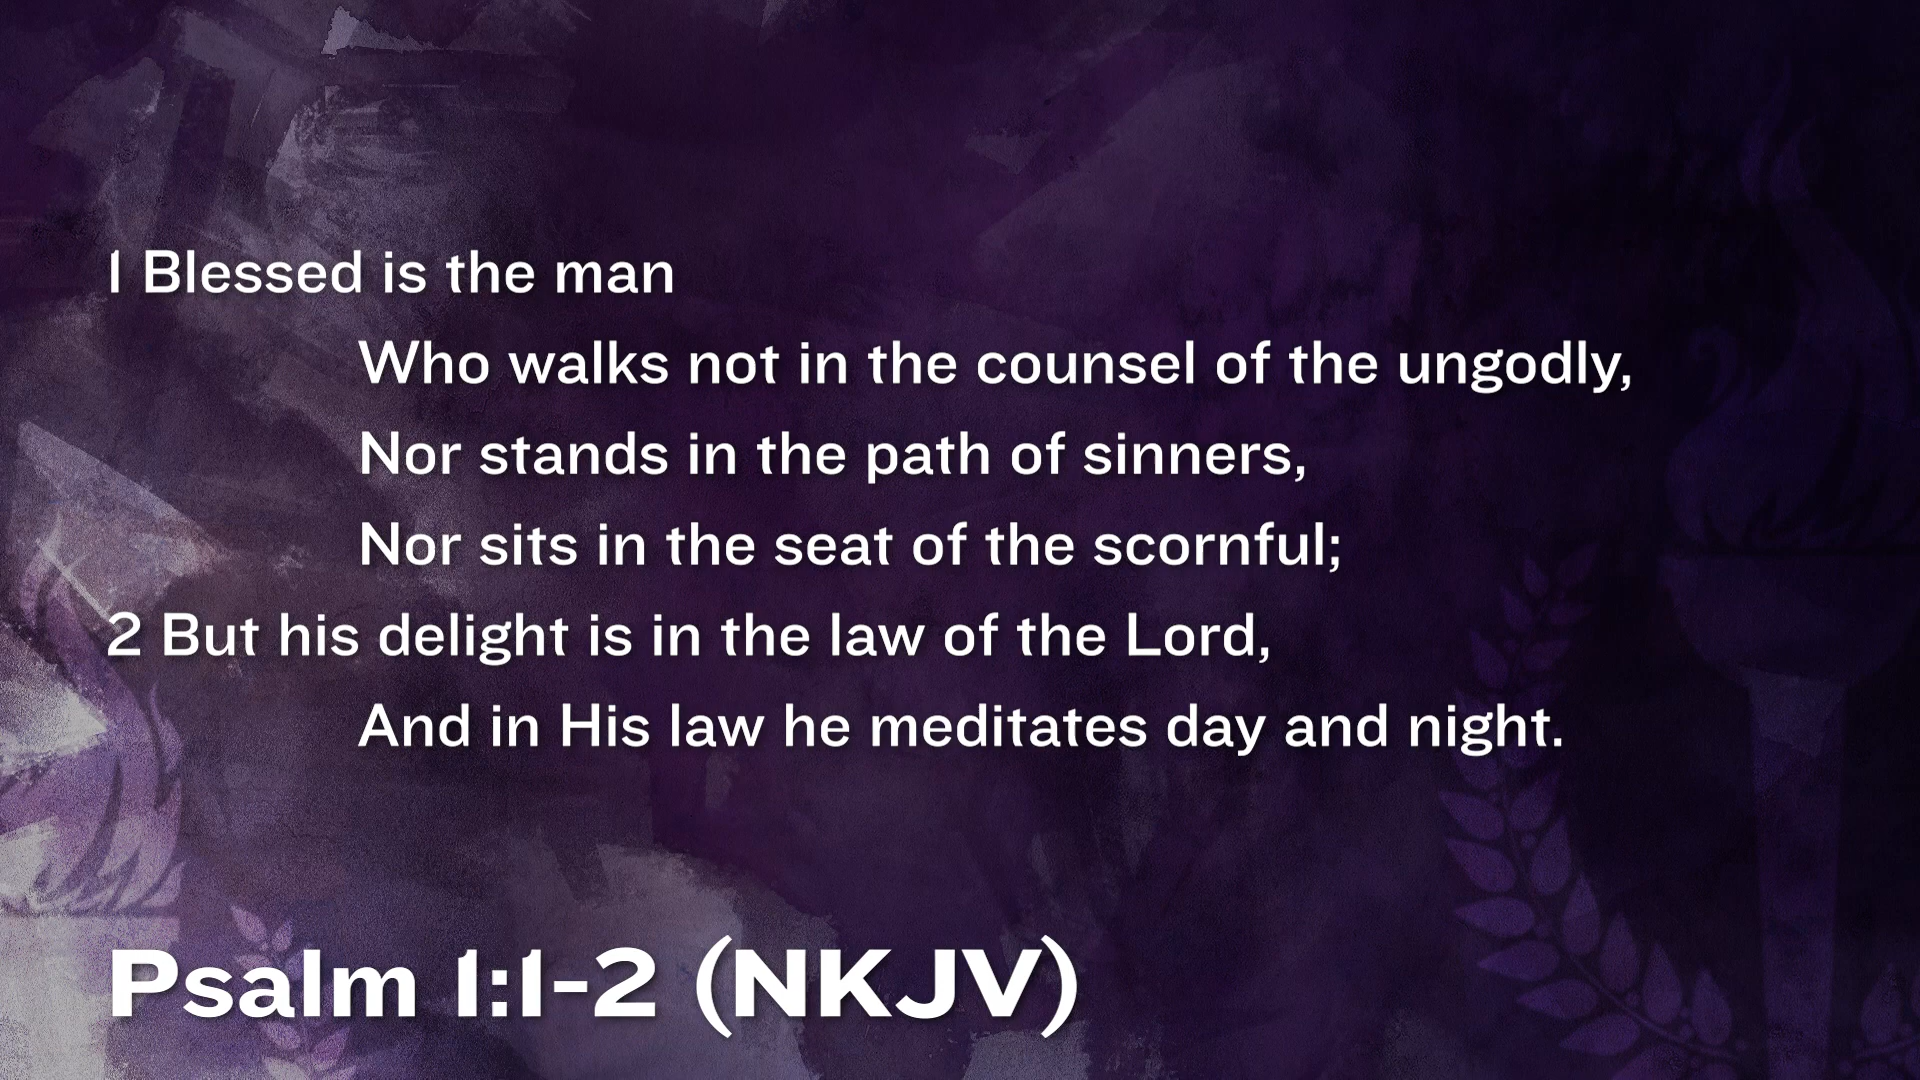 1 Blessed is the man
Who walks not in the counsel of the ungodly,
Nor stands in the path of sinners,
Nor sits in the seat of the scornful;
2 But his delight is in the law of the Lord,
And in His law he meditates day and night.
Psalm 1:1-2 (NKJV)